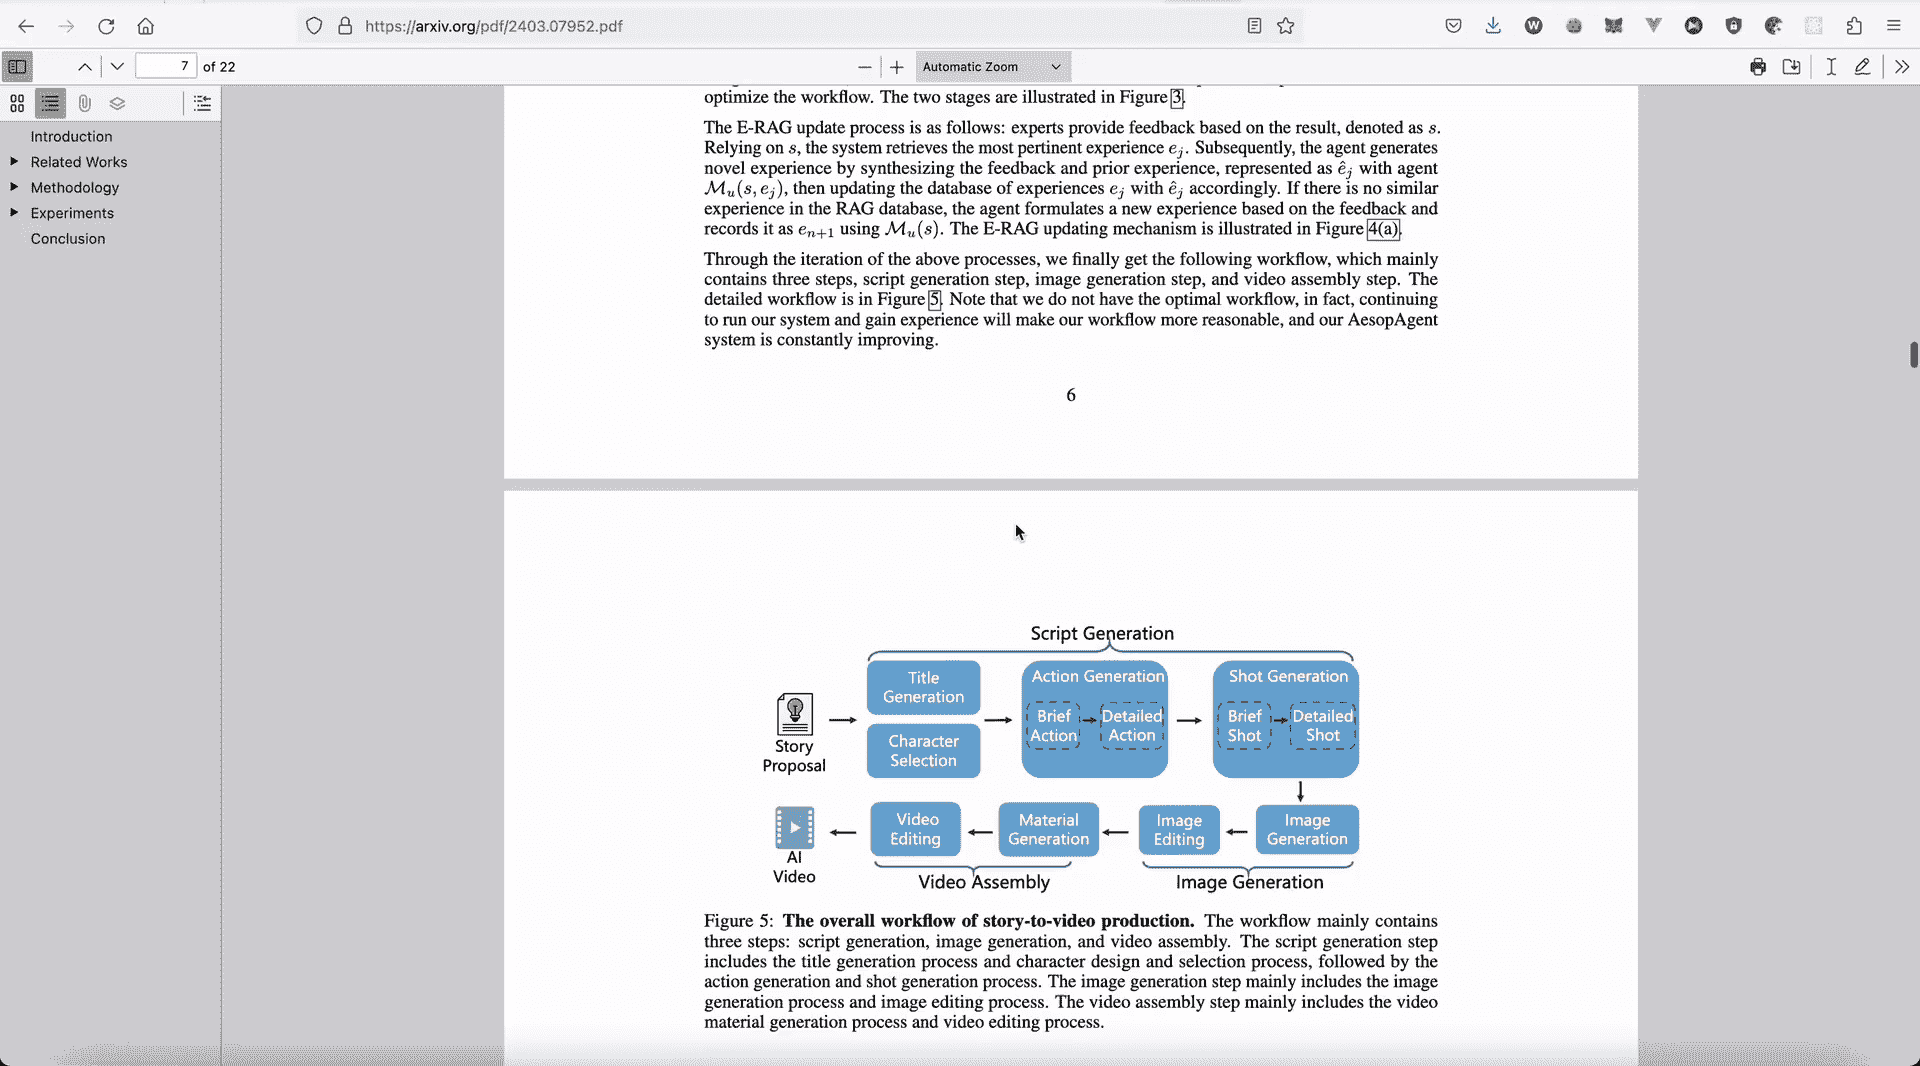 https://arxiv.org/pdf/2403.07952.pdf
7 of 22
Automatic Zoom
Introduction
Related Works
Methodology
Experiments
Conclusion
optimize the workflow. The two stages are illustrated in Figure 3.
The E-RAG update process is as follows: experts provide feedback based on the result, denoted as s.
Relying on s, the system retrieves the most pertinent experience eⱼ. Subsequently, the agent generates
novel experience by synthesizing the feedback and prior experience, represented as êⱼ with agent
ℳᵤ(s, eⱼ), then updating the database of experiences eⱼ with êⱼ accordingly. If there is no similar
experience in the RAG database, the agent formulates a new experience based on the feedback and
records it as eₙ₊₁ using ℳᵤ(s). The E-RAG updating mechanism is illustrated in Figure 4(a).
Through the iteration of the above processes, we finally get the following workflow, which mainly
contains three steps, script generation step, image generation step, and video assembly step. The
detailed workflow is in Figure 5. Note that we do not have the optimal workflow, in fact, continuing
to run our system and gain experience will make our workflow more reasonable, and our AesopAgent
system is constantly improving.
6
Script Generation
Story
Proposal
Title
Generation
Character
Selection
Action Generation
Brief
Action
Detailed
Action
Shot Generation
Brief
Shot
Detailed
Shot
Image
Generation
Image
Editing
Material
Generation
Video
Editing
AI
Video
Video Assembly
Image Generation
Figure 5: The overall workflow of story-to-video production. The workflow mainly contains
three steps: script generation, image generation, and video assembly. The script generation step
includes the title generation process and character design and selection process, followed by the
action generation and shot generation process. The image generation step mainly includes the image
generation process and image editing process. The video assembly step mainly includes the video
material generation process and video editing process.